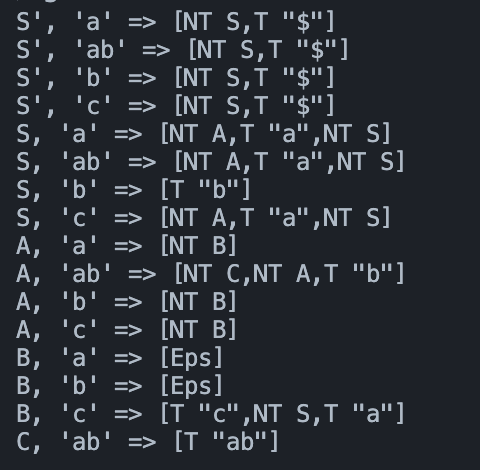 S', 'a' => [NT S,T "$"]
S', 'ab' => [NT S,T "$"]
S', 'b' => [NT S,T "$"]
S', 'c' => [NT S,T "$"]
S, 'a' => [NT A,T "a",NT S]
S, 'ab' => [NT A,T "a",NT S]
S, 'b' => [T "b"]
S, 'c' => [NT A,T "a",NT S]
A, 'a' => [NT B]
A, 'ab' => [NT C,NT A,T "b"]
A, 'b' => [NT B]
A, 'c' => [NT B]
B, 'a' => [Eps]
B, 'b' => [Eps]
B, 'c' => [T "c",NT S,T "a"]
C, 'ab' => [T "ab"]